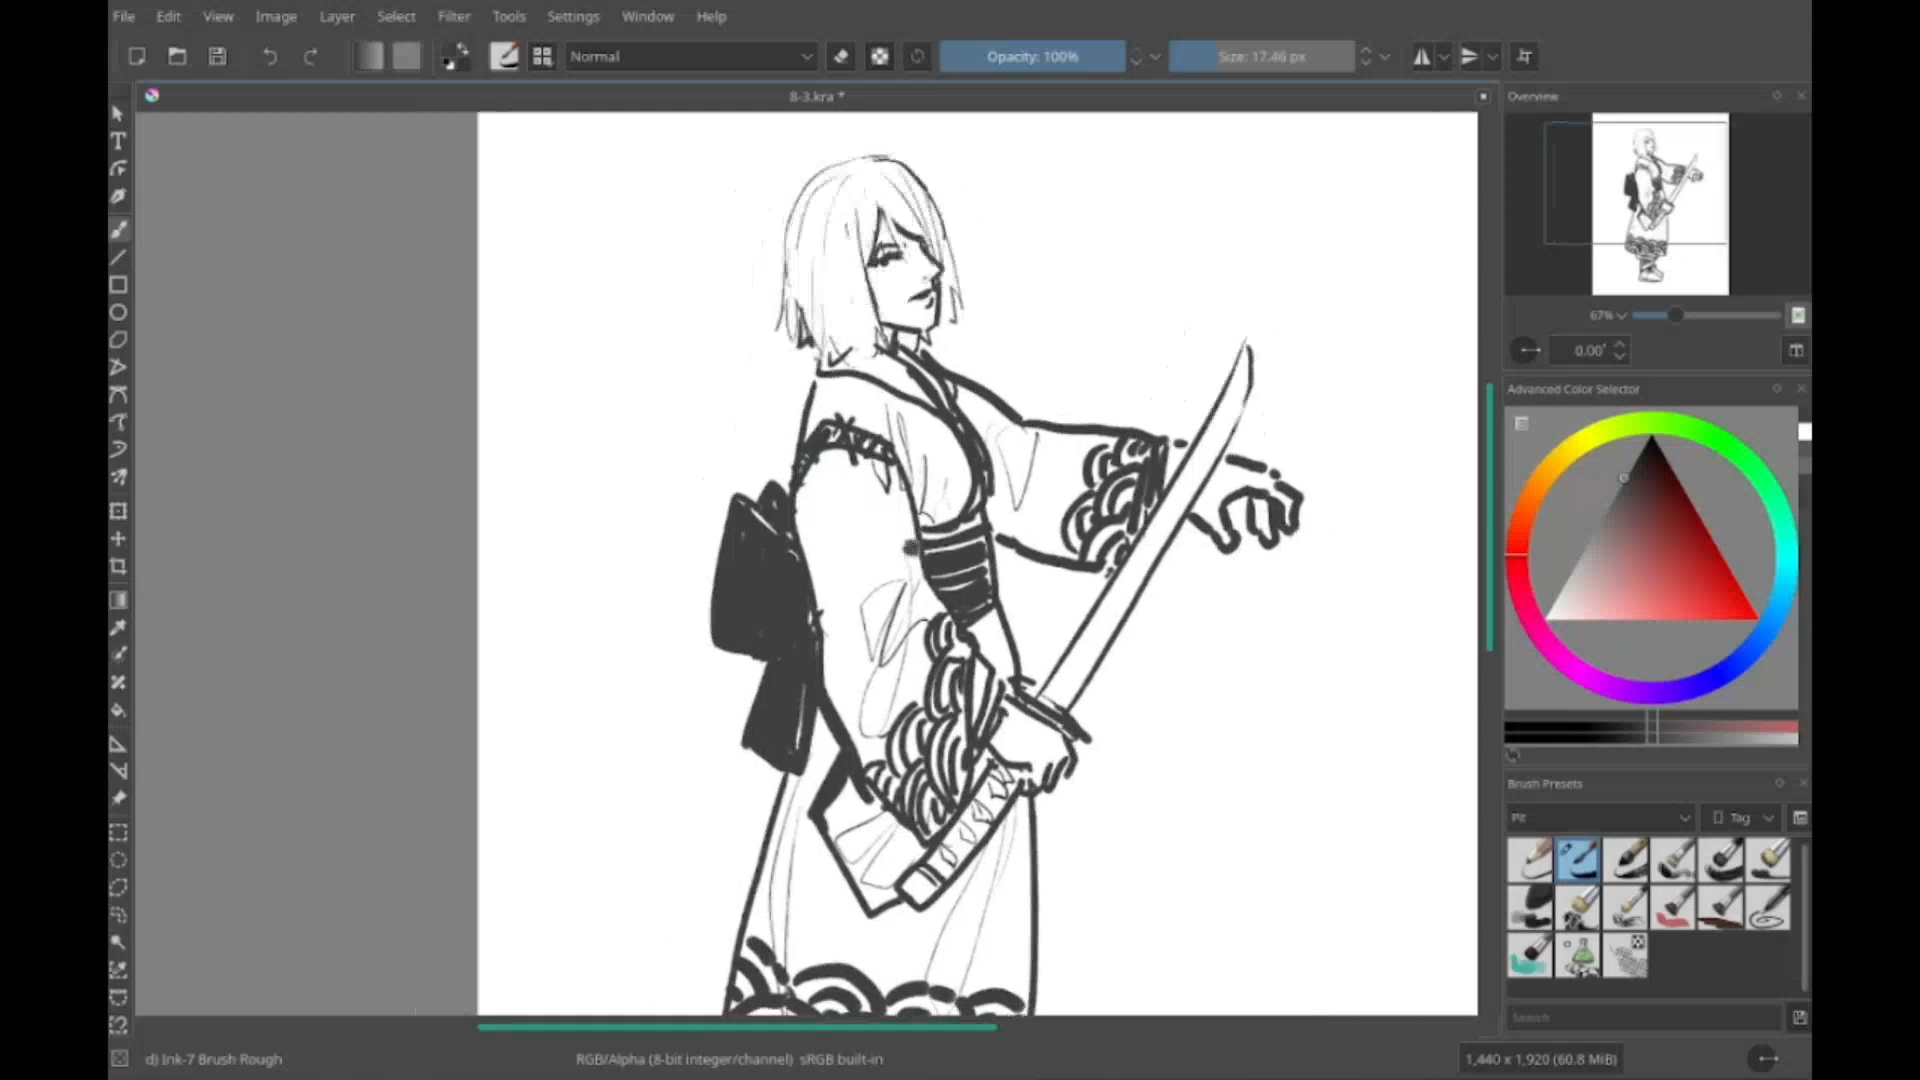 File Edit View Image Layer Select Filter Tools Settings Window Help
Normal Opacity: 100% Size: 17.46 px
8-3.kra *
Overview
67%
0.00°
Advanced Color Selector
Brush Presets
Tag
Search
d) Ink-7 Brush Rough RGB/Alpha (8-bit integer/channel) sRGB built-in 1,440 x 1,920 (60.8 MiB)